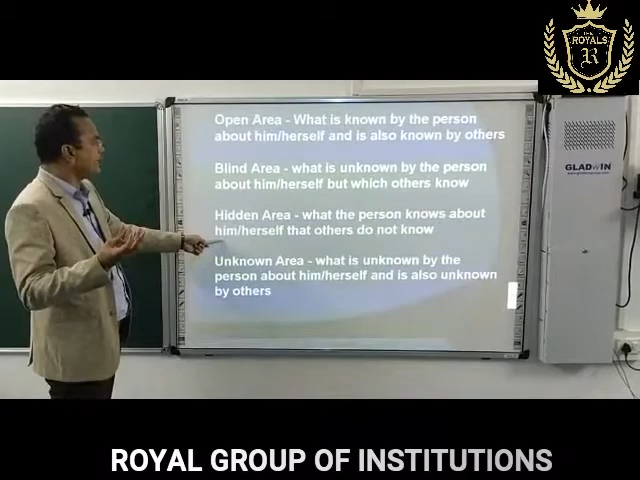 THE
ROYALS
R
Open Area - What is known by the person
about him/herself and is also known by others
Blind Area - what is unknown by the person
about him/herself but which others know
Hidden Area - what the person knows about
him/herself that others do not know
Unknown Area - what is unknown by the
person about him/herself and is also unknown
by others
GLADWIN
ROYAL GROUP OF INSTITUTIONS